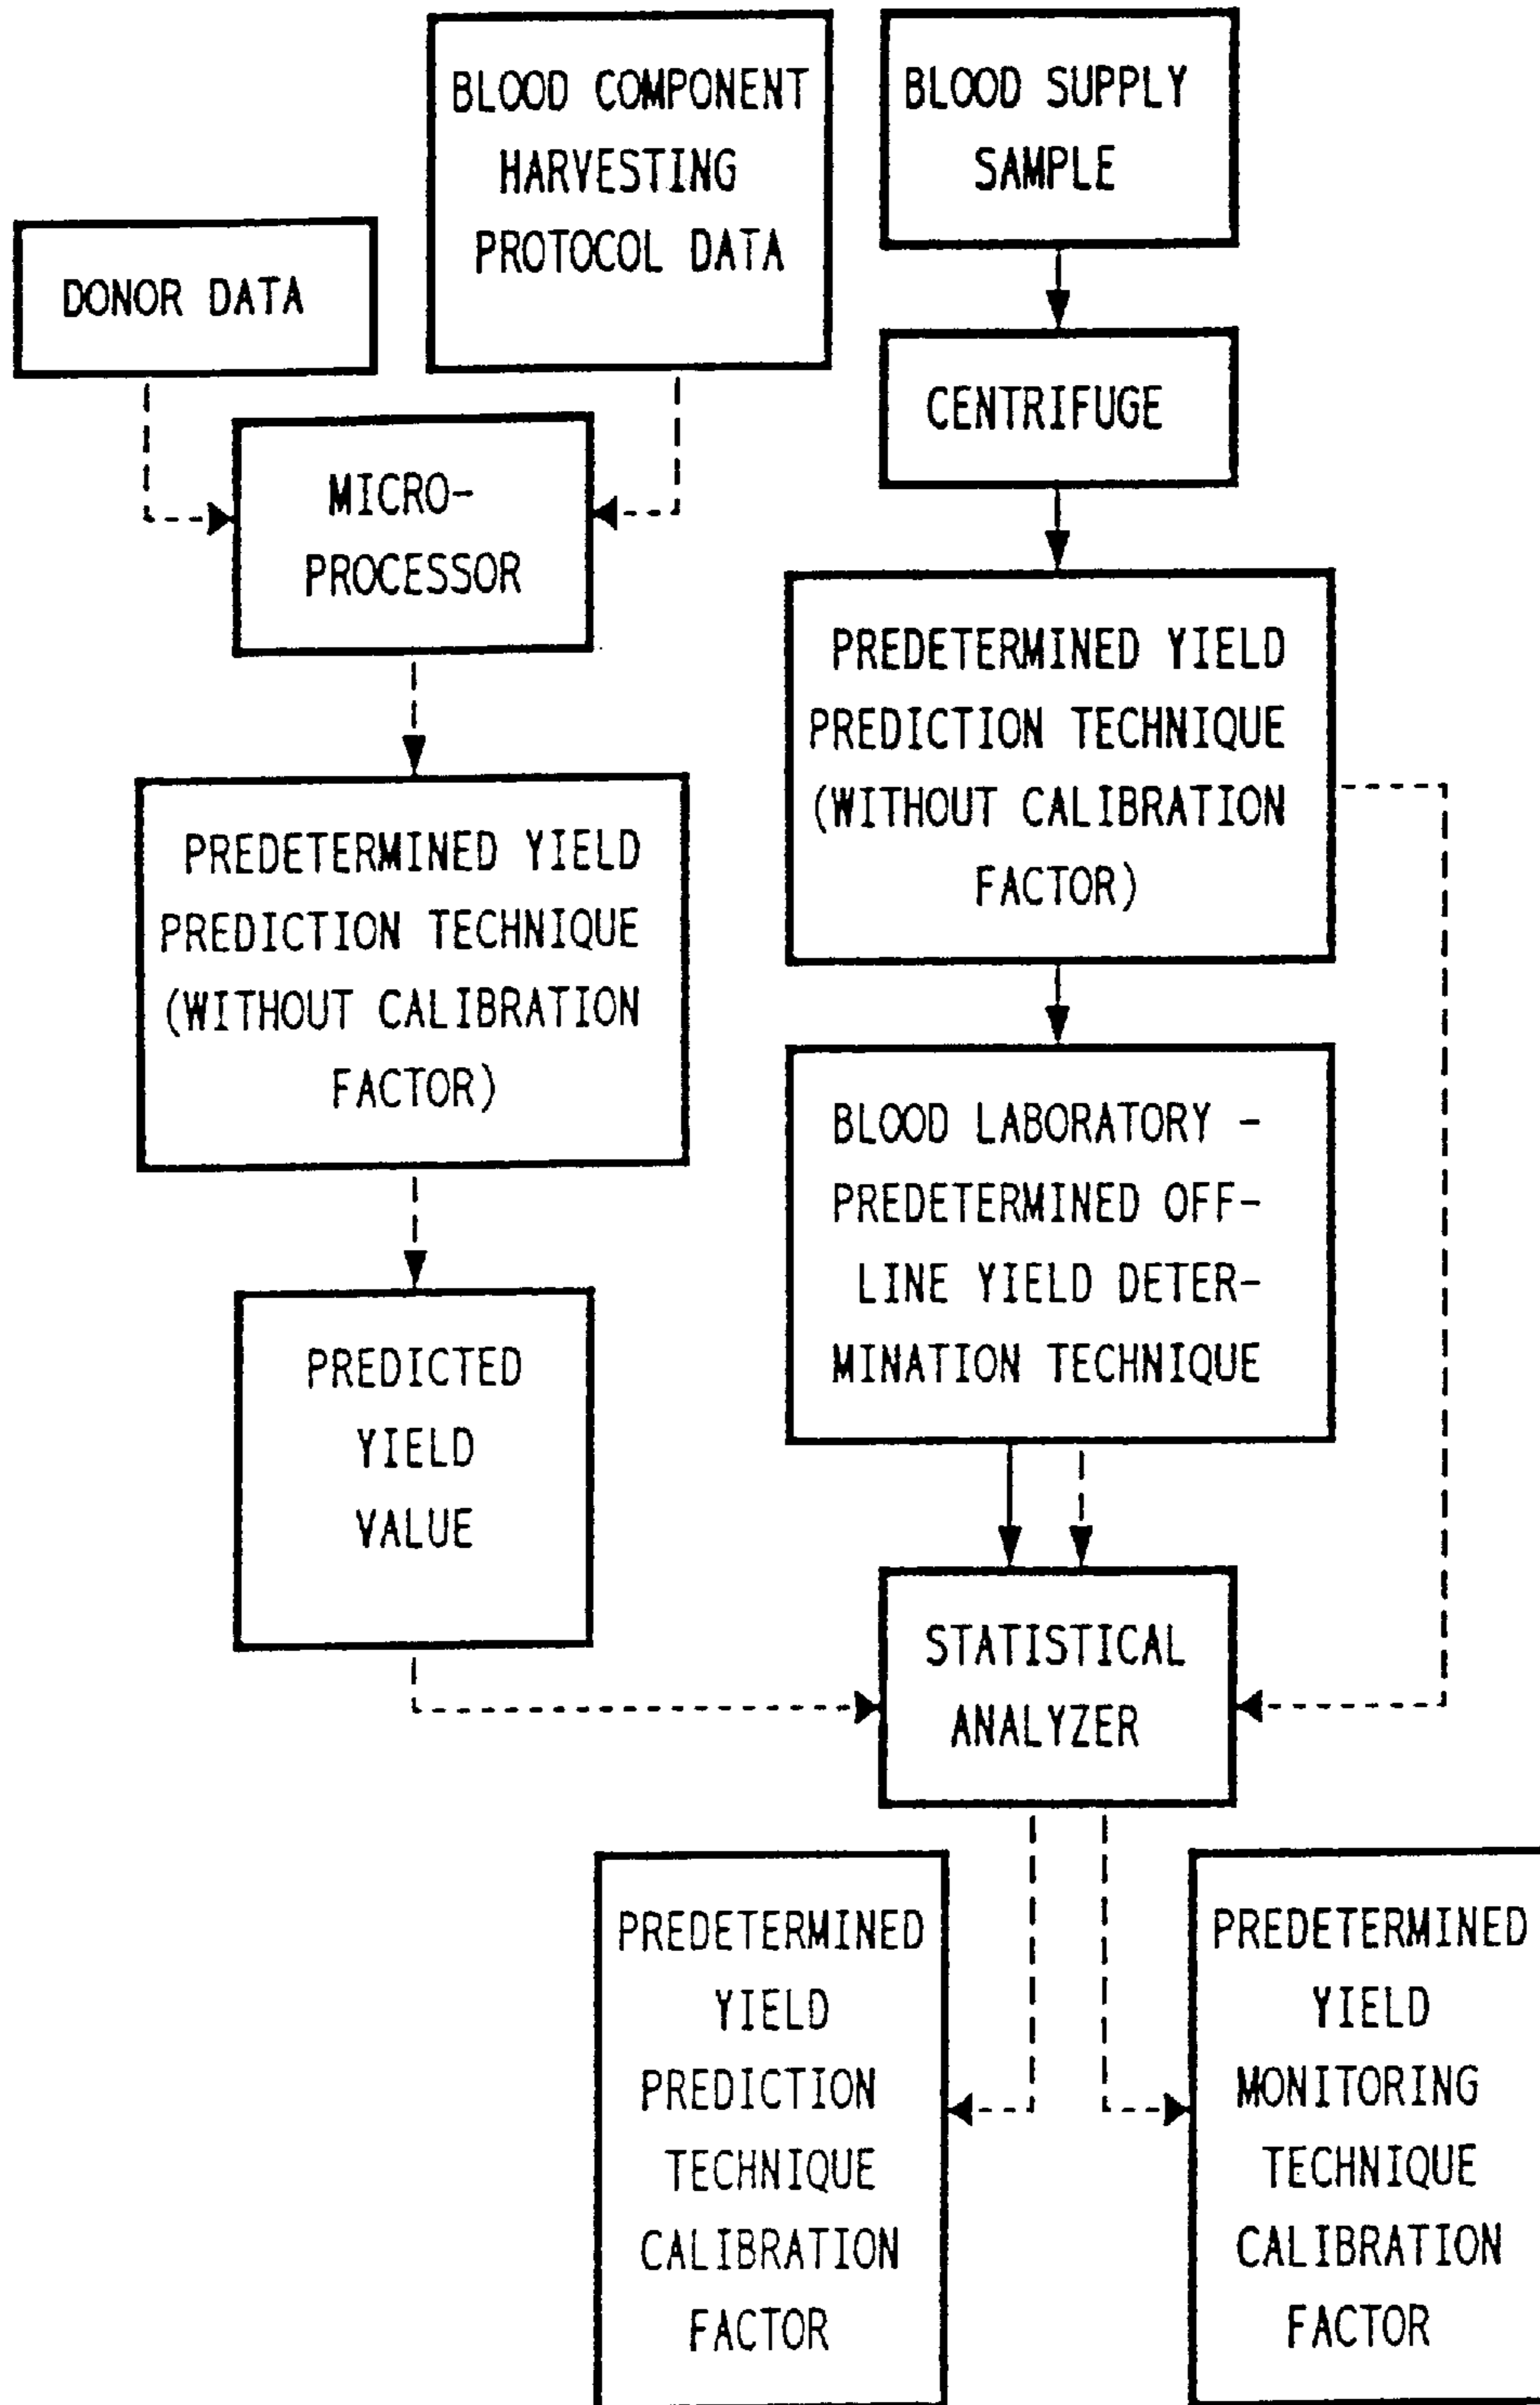 BLOOD COMPONENT
HARVESTING
PROTOCOL DATA
BLOOD SUPPLY
SAMPLE
DONOR DATA
CENTRIFUGE
MICRO-
PROCESSOR
PREDETERMINED YIELD
PREDICTION TECHNIQUE
(WITHOUT CALIBRATION
FACTOR)
PREDETERMINED YIELD
PREDICTION TECHNIQUE
(WITHOUT CALIBRATION
FACTOR)
BLOOD LABORATORY -
PREDETERMINED OFF-
LINE YIELD DETER-
MINATION TECHNIQUE
PREDICTED
YIELD
VALUE
STATISTICAL
ANALYZER
PREDETERMINED
YIELD
PREDICTION
TECHNIQUE
CALIBRATION
FACTOR
PREDETERMINED
YIELD
MONITORING
TECHNIQUE
CALIBRATION
FACTOR